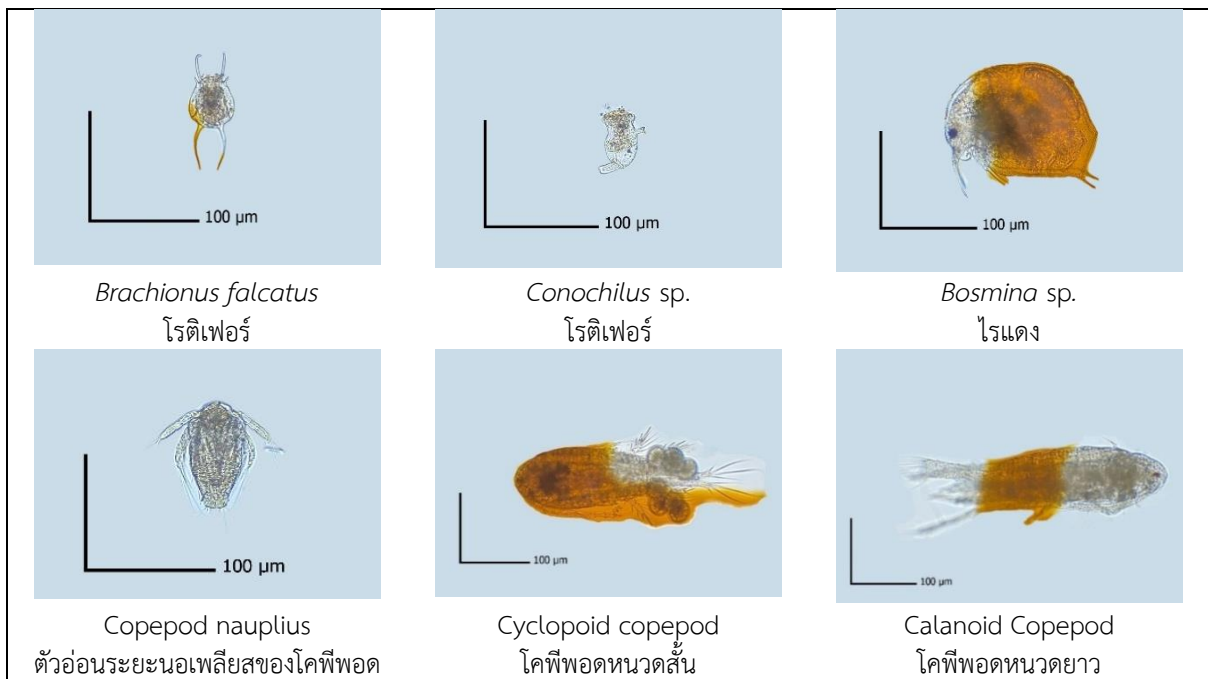 100 µm
100 µm
100 µm
Brachionus falcatus
Conochilus sp.
Bosmina sp.
โรติเฟอร์
โรติเฟอร์
ไรแดง
100 µm
100 µm
100 µm
Copepod nauplius
Cyclopoid copepod
Calanoid Copepod
ตัวอ่อนระยะนอเพลียสของโคพีพอด
โคพีพอดหนวดสั้น
โคพีพอดหนวดยาว